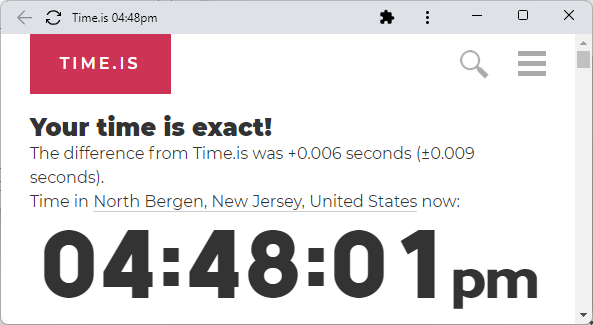 Time.is 04:48pm
TIME.IS
Your time is exact!
The difference from Time.is was +0.006 seconds (±0.009
seconds).
Time in North Bergen, New Jersey, United States now:
04:48:01pm